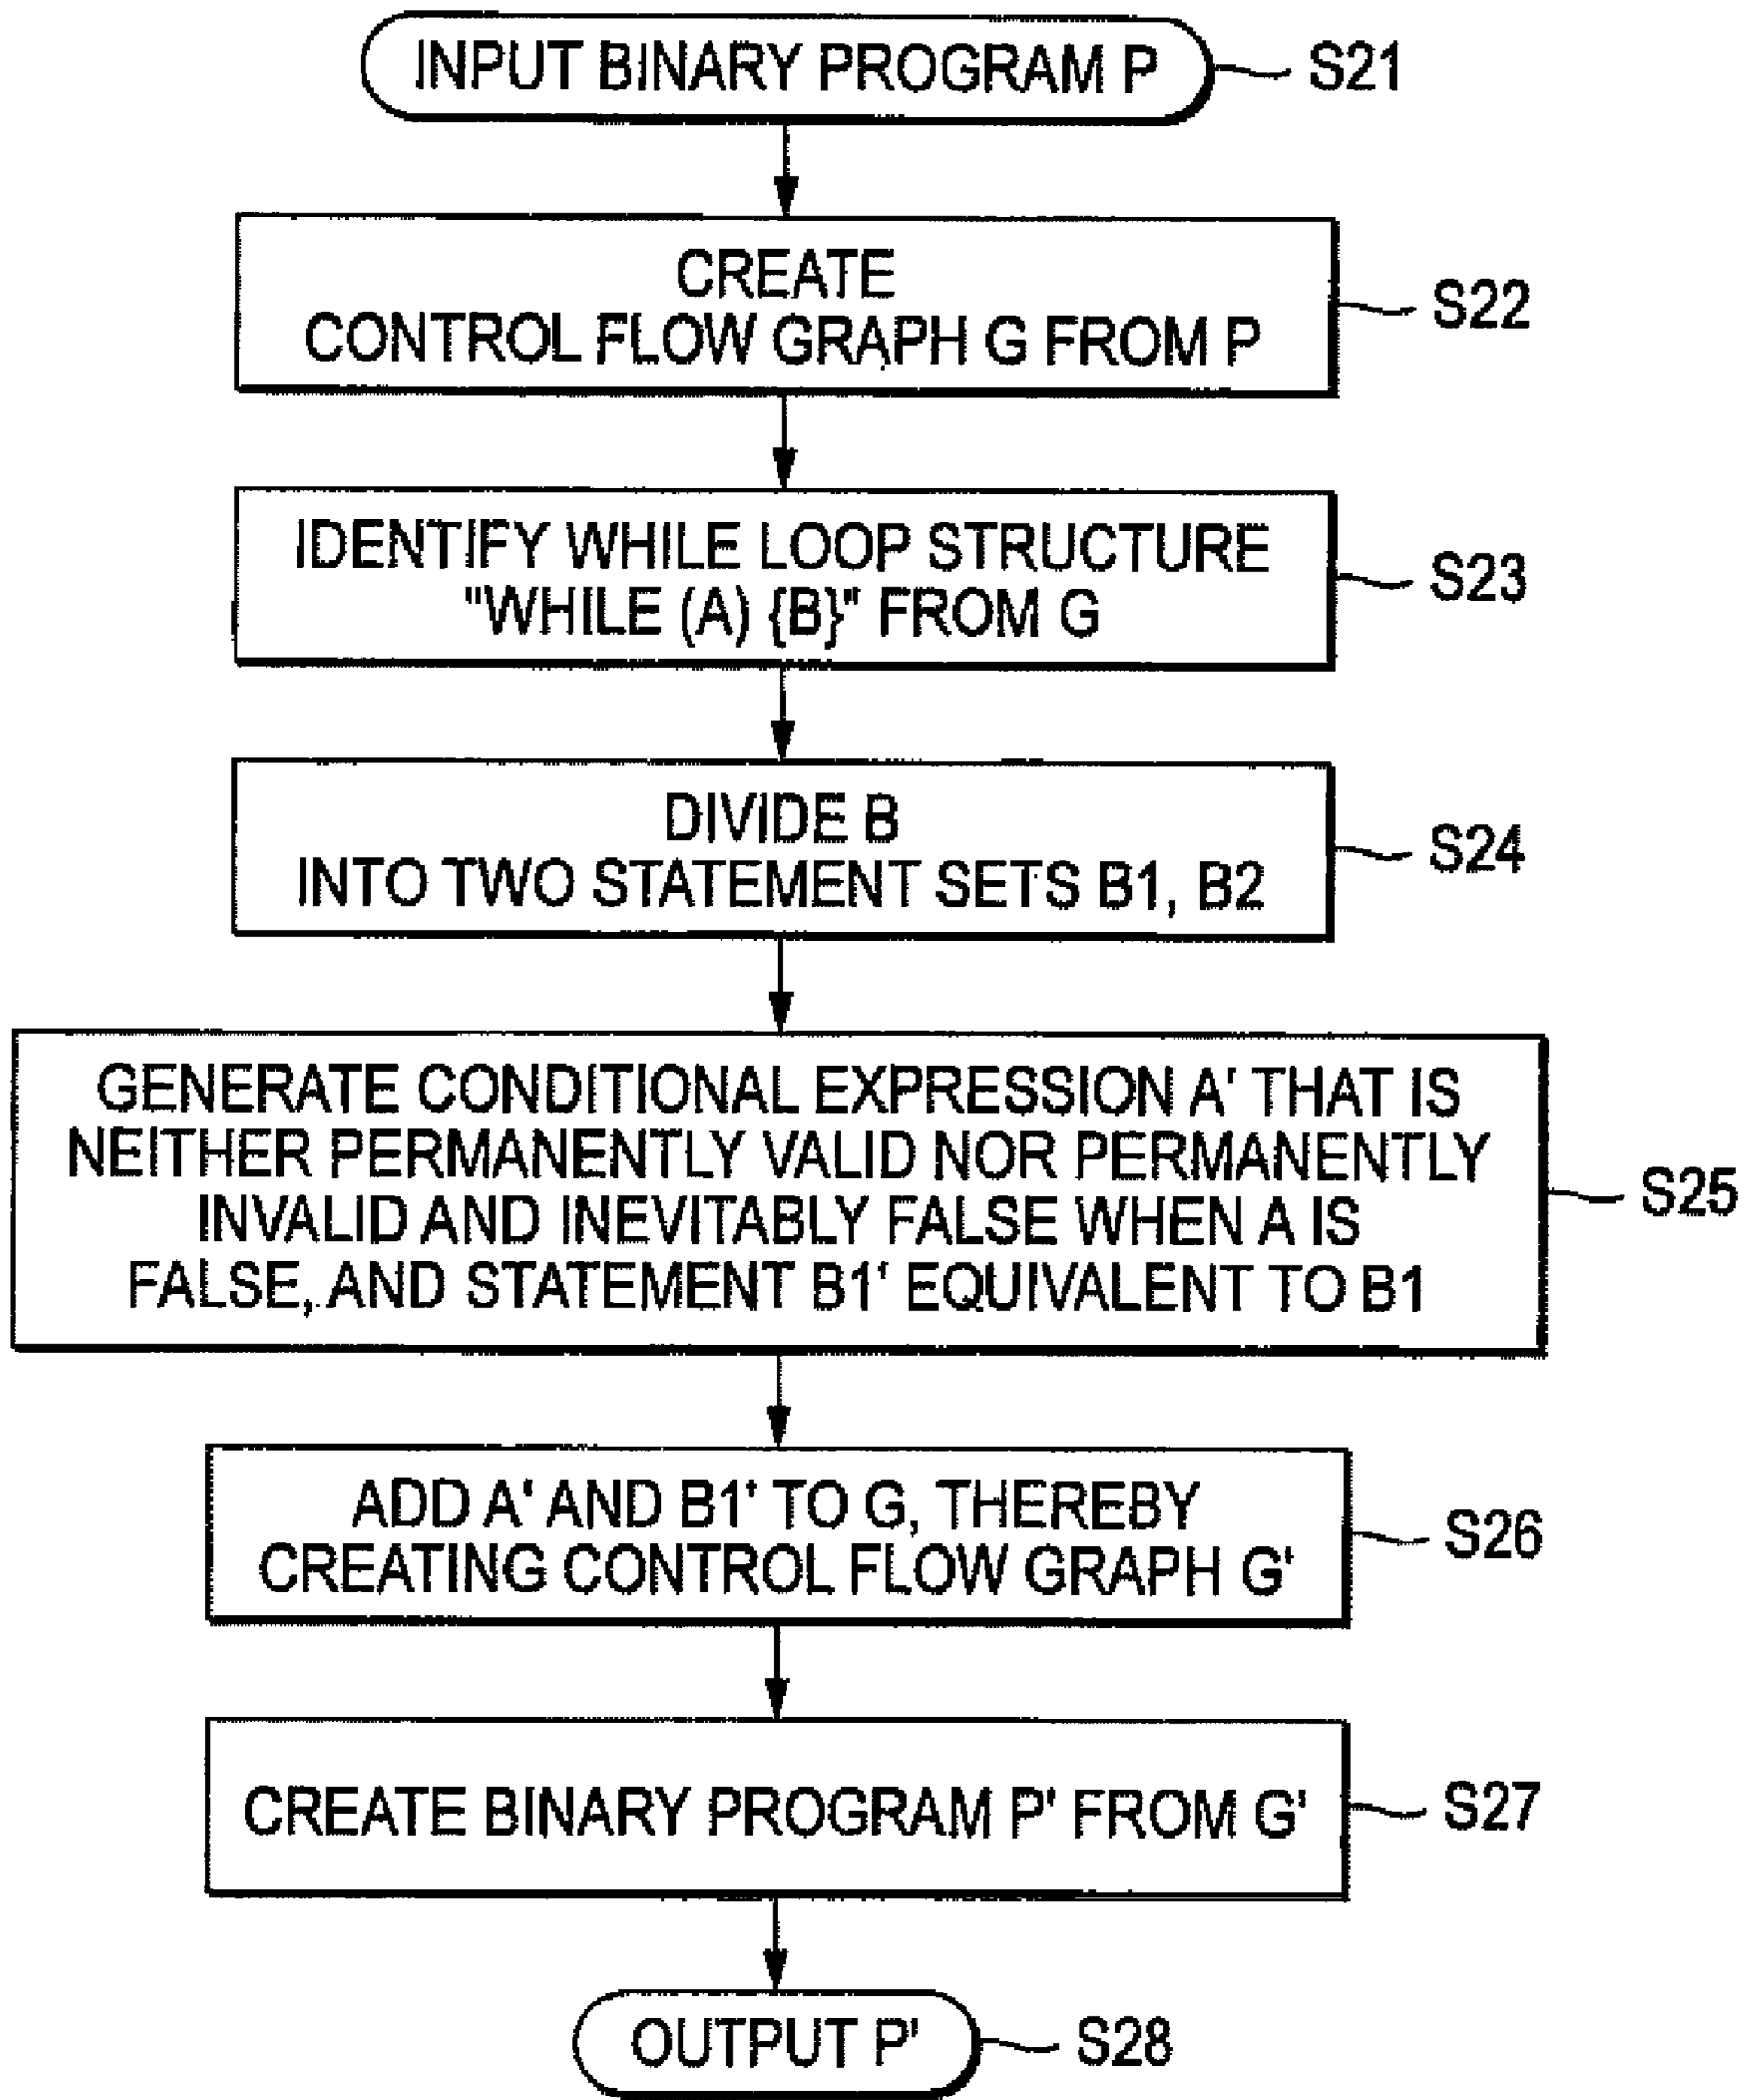 INPUT BINARY PROGRAM P
S21
CREATE
CONTROL FLOW GRAPH G FROM P
S22
IDENTIFY WHILE LOOP STRUCTURE
"WHILE (A) {B}" FROM G
S23
DIVIDE B
INTO TWO STATEMENT SETS B1, B2
S24
GENERATE CONDITIONAL EXPRESSION A' THAT IS
NEITHER PERMANENTLY VALID NOR PERMANENTLY
INVALID AND INEVITABLY FALSE WHEN A IS
FALSE, AND STATEMENT B1' EQUIVALENT TO B1
S25
ADD A' AND B1' TO G, THEREBY
CREATING CONTROL FLOW GRAPH G'
S26
CREATE BINARY PROGRAM P' FROM G'
S27
OUTPUT P'
S28